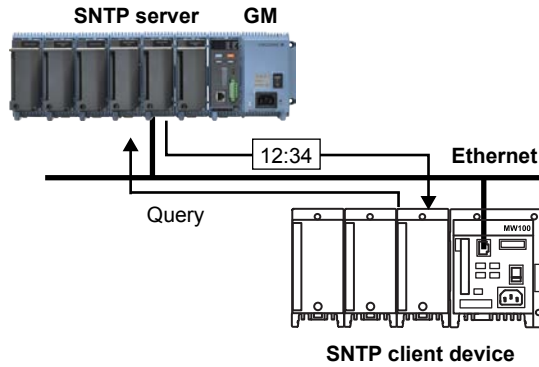 SNTP server GM
12:34
Ethernet
Query
MW100
SNTP client device